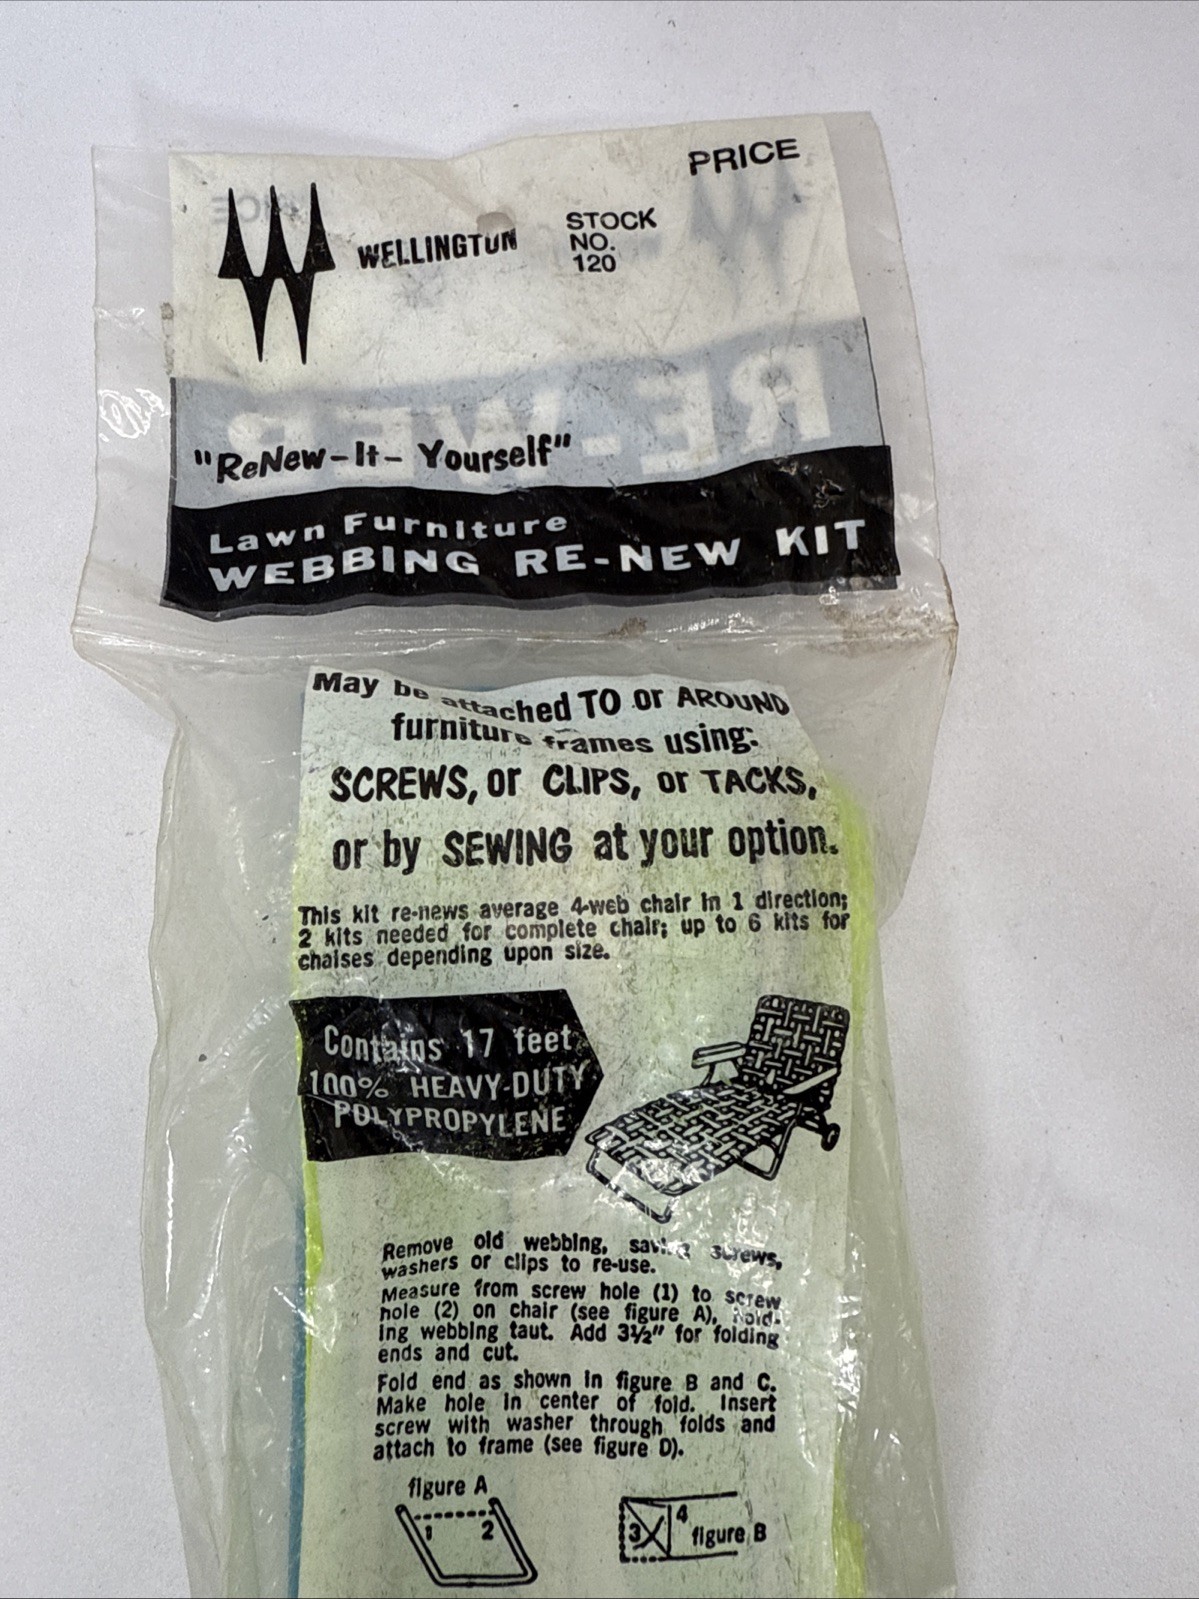 PRICE
WELLINGTON
STOCK
NO.
120
"ReNew-It- Yourself"
Lawn Furniture
WEBBING RE-NEW KIT
May be attached TO or AROUND
furniture frames using:
SCREWS, or CLIPS, or TACKS,
or by SEWING at your option.
This kit re-news average 4-web chair in 1 direction;
2 kits needed for complete chair; up to 6 kits for
chaises depending upon size.
Contains 17 feet
100% HEAVY-DUTY
POLYPROPYLENE
Remove old webbing, saving screws,
washers or clips to re-use.
Measure from screw hole (1) to screw
hole (2) on chair (see figure A), hold-
ing webbing taut. Add 3½" for folding
ends and cut.
Fold end as shown in figure B and C.
Make hole in center of fold. Insert
screw with washer through folds and
attach to frame (see figure D).
figure A
1 2
3 4
figure B